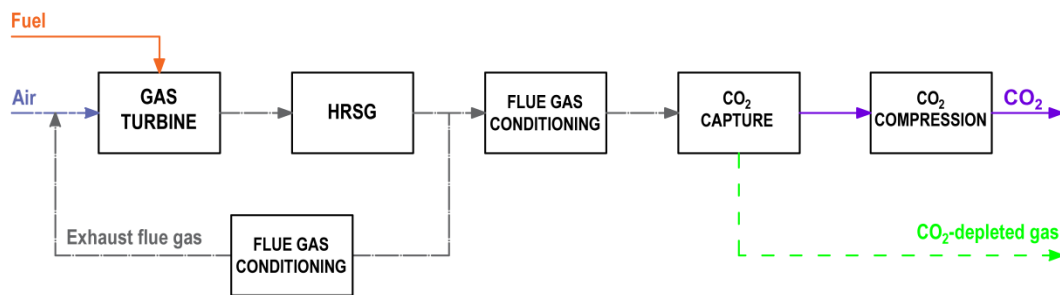 Fuel
Air
GAS
TURBINE
HRSG
FLUE GAS
CONDITIONING
CO₂
CAPTURE
CO₂
COMPRESSION
CO₂
Exhaust flue gas
FLUE GAS
CONDITIONING
CO₂-depleted gas